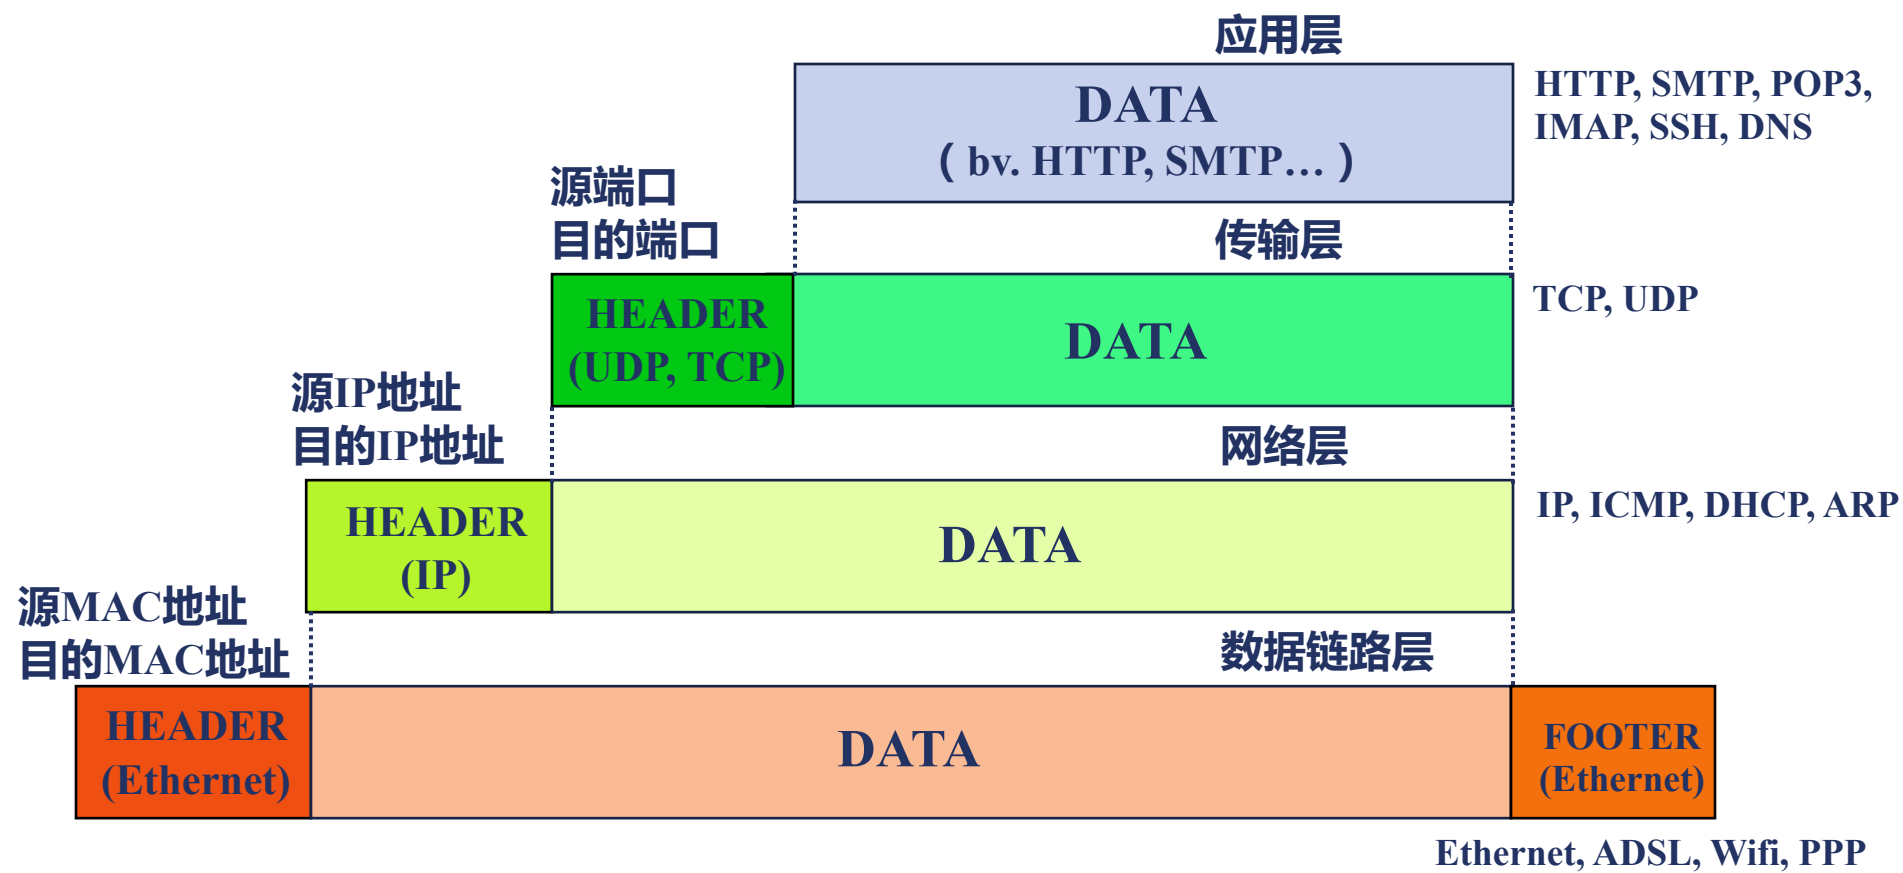 应用层
DATA
( bv. HTTP, SMTP… )
HTTP, SMTP, POP3,
IMAP, SSH, DNS
源端口
目的端口
传输层
HEADER
(UDP, TCP)
DATA
TCP, UDP
源IP地址
目的IP地址
网络层
HEADER
(IP)
DATA
IP, ICMP, DHCP, ARP
源MAC地址
目的MAC地址
数据链路层
HEADER
(Ethernet)
DATA
FOOTER
(Ethernet)
Ethernet, ADSL, Wifi, PPP